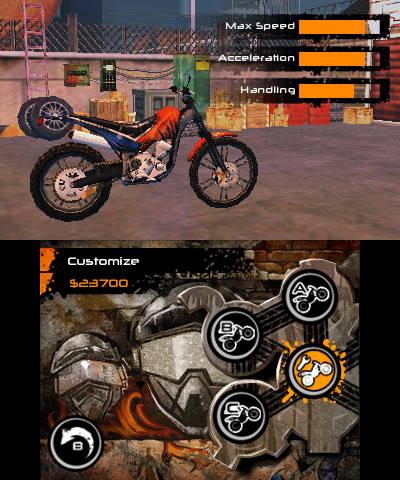 Max Speed
Acceleration
Handling
Customize
$23700
A
B
C
B